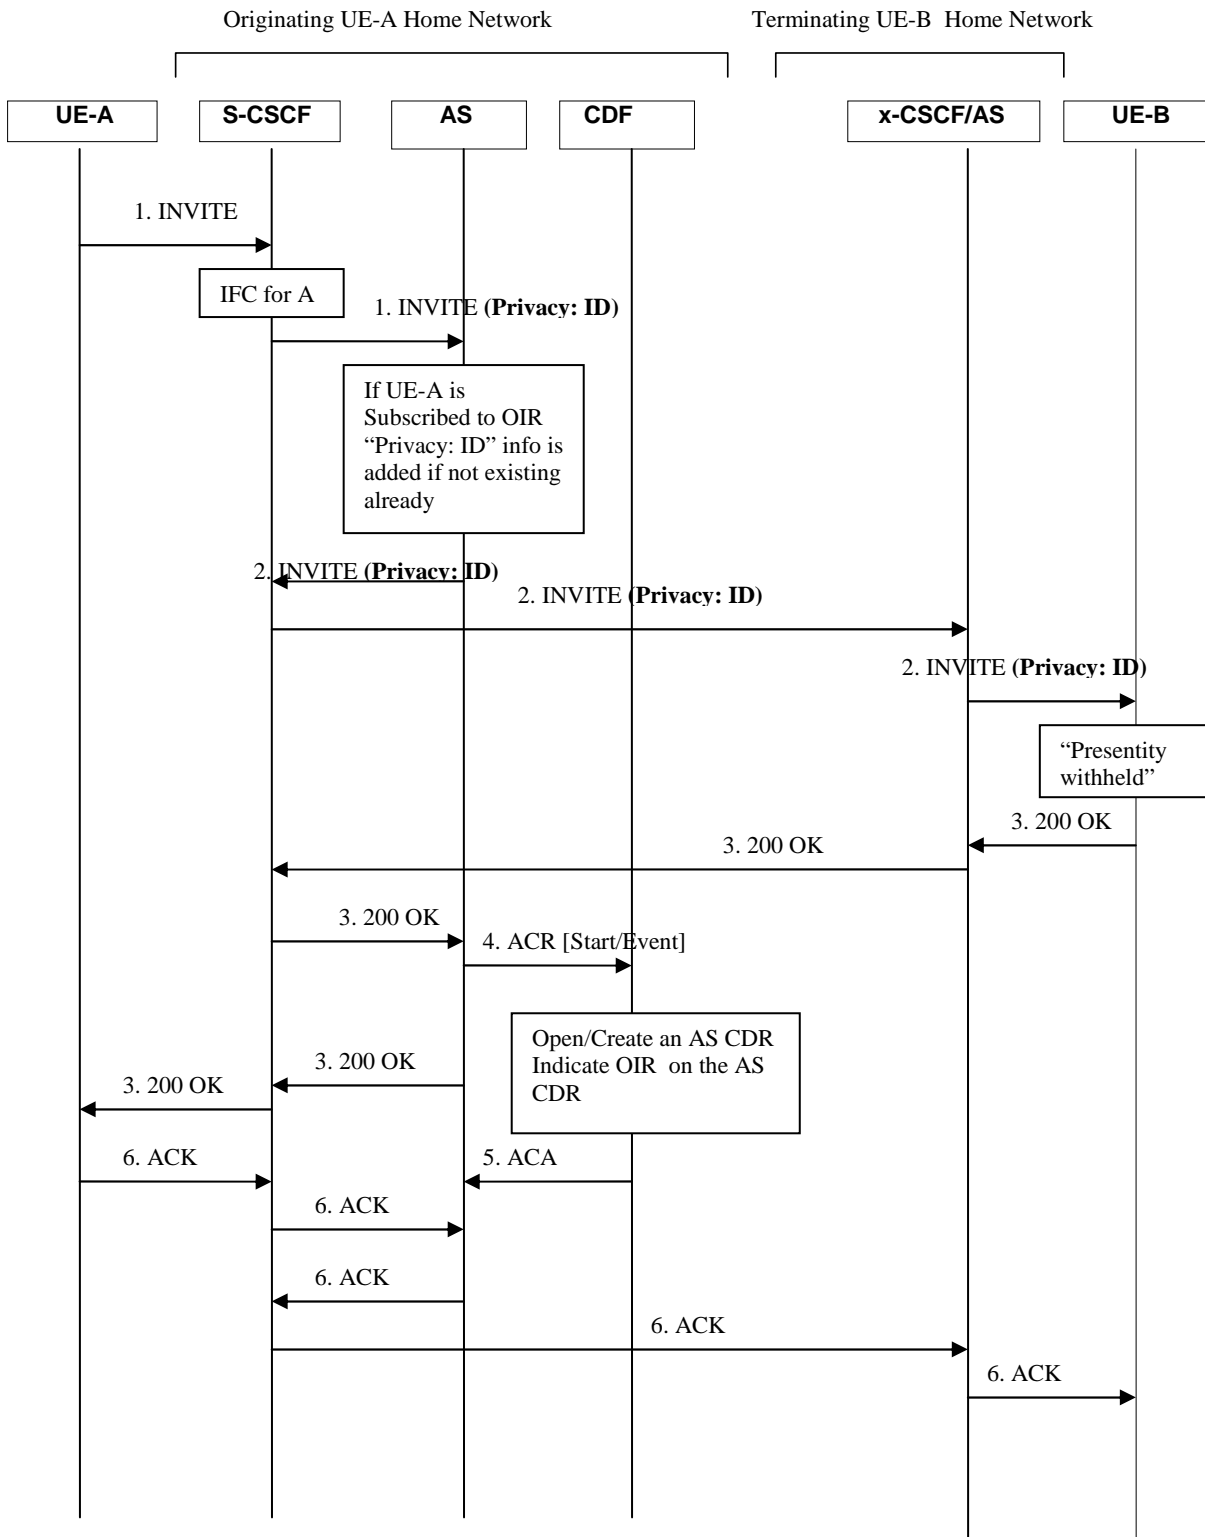 Originating UE-A Home Network
Terminating UE-B Home Network
UE-A
S-CSCF
AS
CDF
x-CSCF/AS
UE-B
1. INVITE
IFC for A
1. INVITE (Privacy: ID)
If UE-A is
Subscribed to OIR
“Privacy: ID” info is
added if not existing
already
2. INVITE (Privacy: ID)
2. INVITE (Privacy: ID)
2. INVITE (Privacy: ID)
“Presentity
withheld”
3. 200 OK
3. 200 OK
3. 200 OK
4. ACR [Start/Event]
Open/Create an AS CDR
Indicate OIR on the AS
CDR
3. 200 OK
3. 200 OK
6. ACK
5. ACA
6. ACK
6. ACK
6. ACK
6. ACK